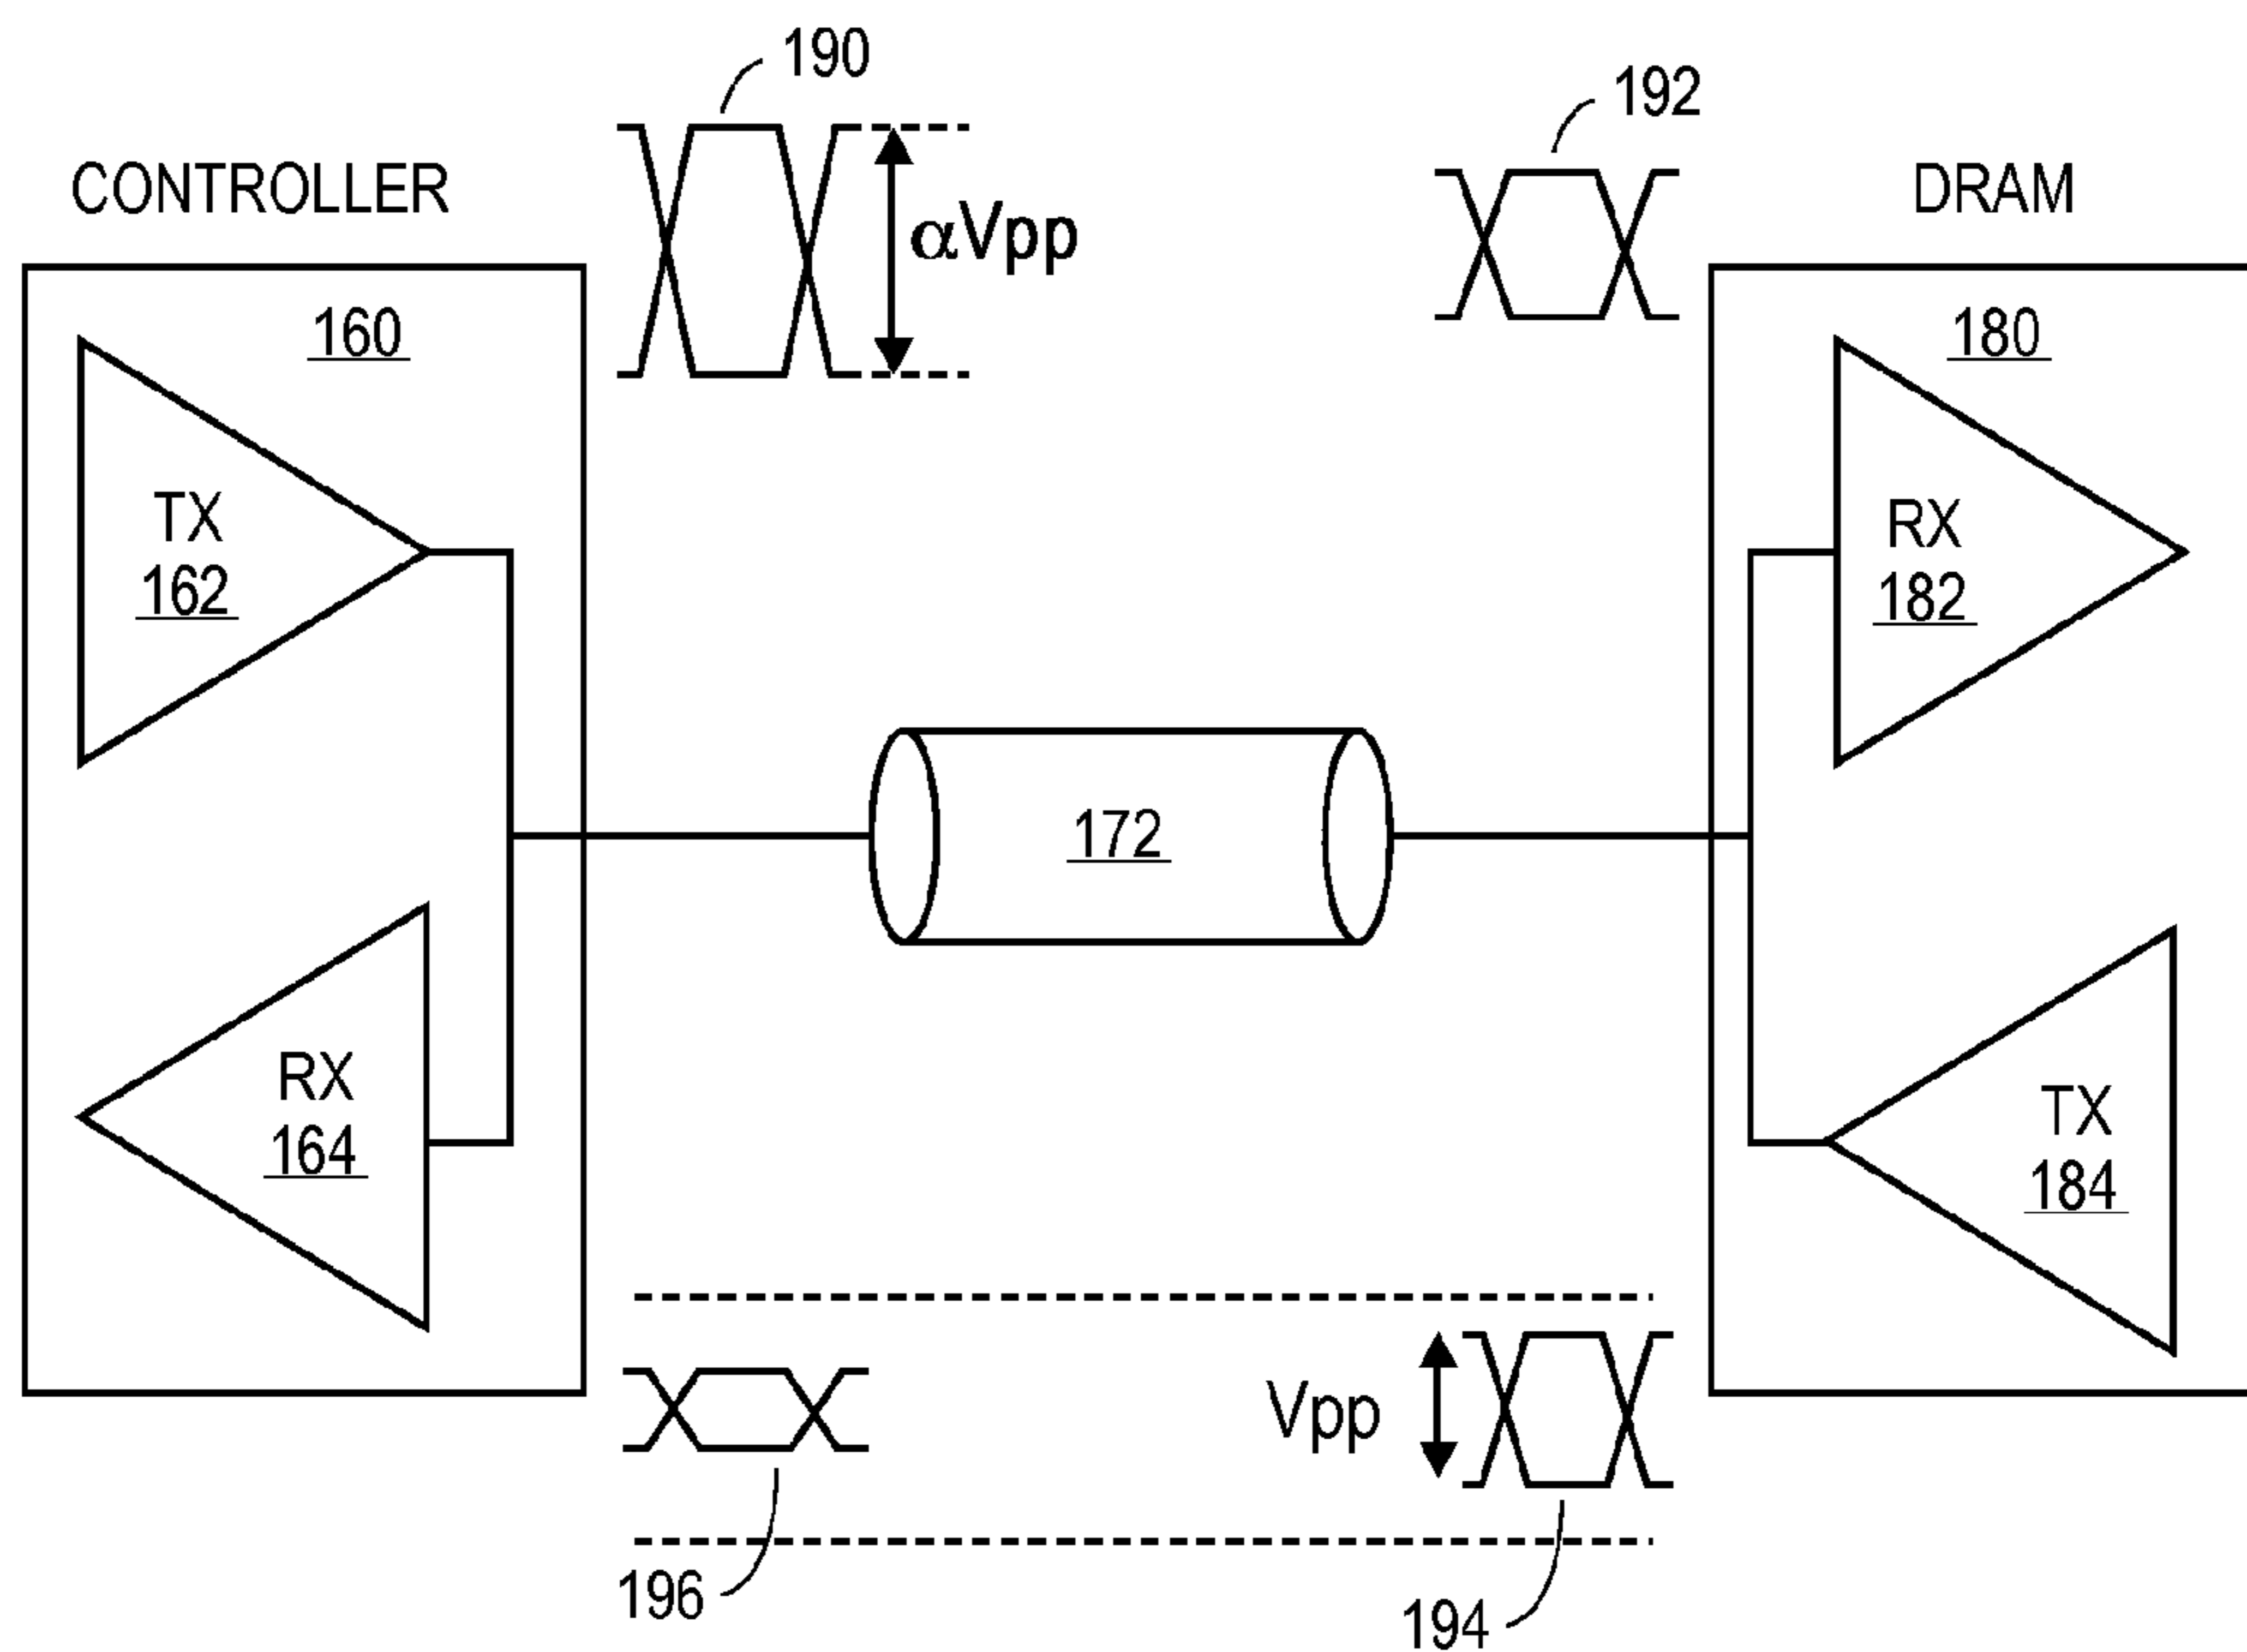 190
192
CONTROLLER
αVpp
DRAM
160
180
TX
162
RX
182
172
RX
164
TX
184
Vpp
196
194